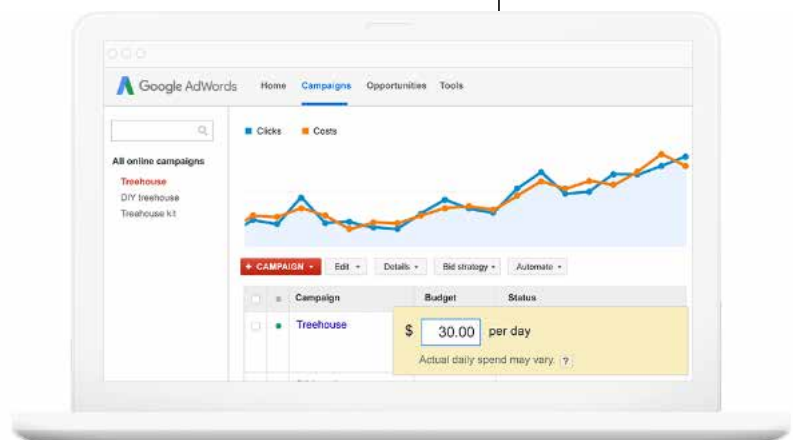 Google AdWords Home Campaigns Opportunities Tools
Clicks Costs
All online campaigns
Treehouse
DIY treehouse
Treehouse kit
+ CAMPAIGN Edit Details Bid strategy Automate
Campaign Budget Status
Treehouse
$ 30.00 per day
Actual daily spend may vary. ?